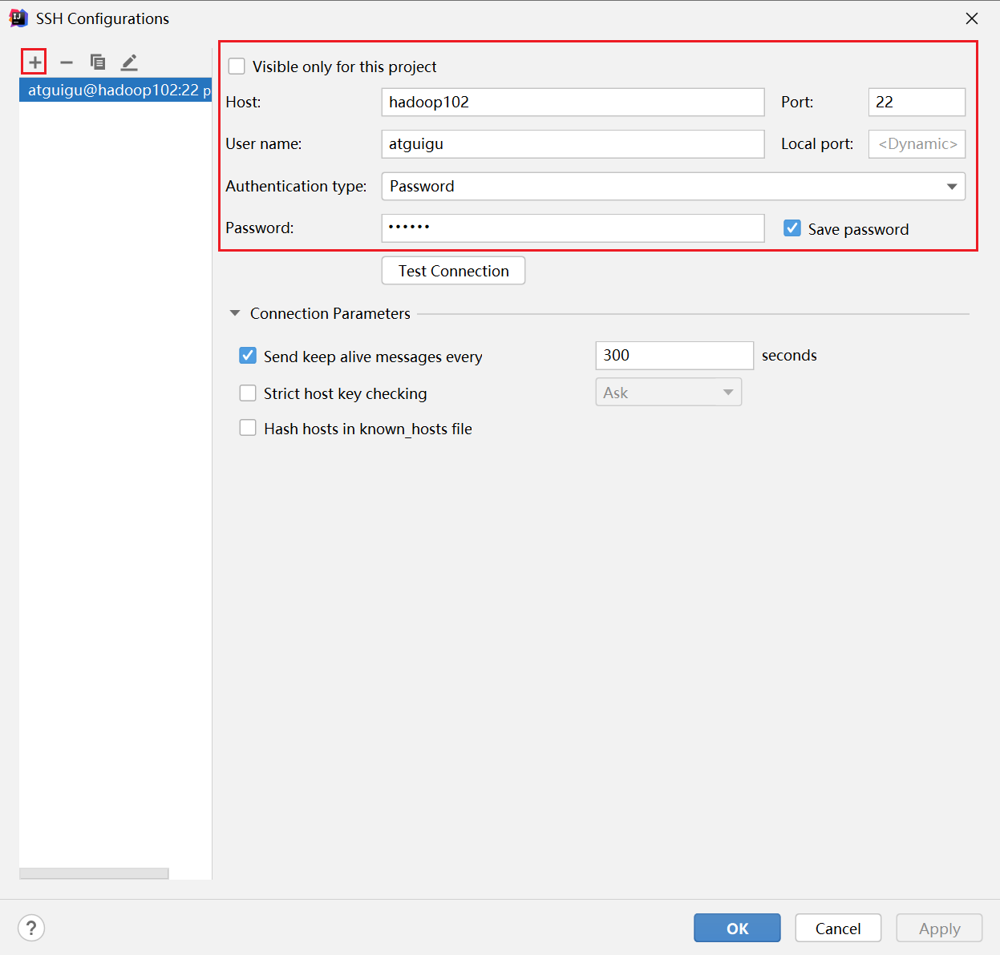 SSH Configurations
atguigu@hadoop102:22 p
Visible only for this project
Host: hadoop102 Port: 22
User name: atguigu Local port: <Dynamic>
Authentication type: Password
Password: •••••• Save password
Test Connection
Connection Parameters
Send keep alive messages every 300 seconds
Strict host key checking Ask
Hash hosts in known_hosts file
? OK Cancel Apply